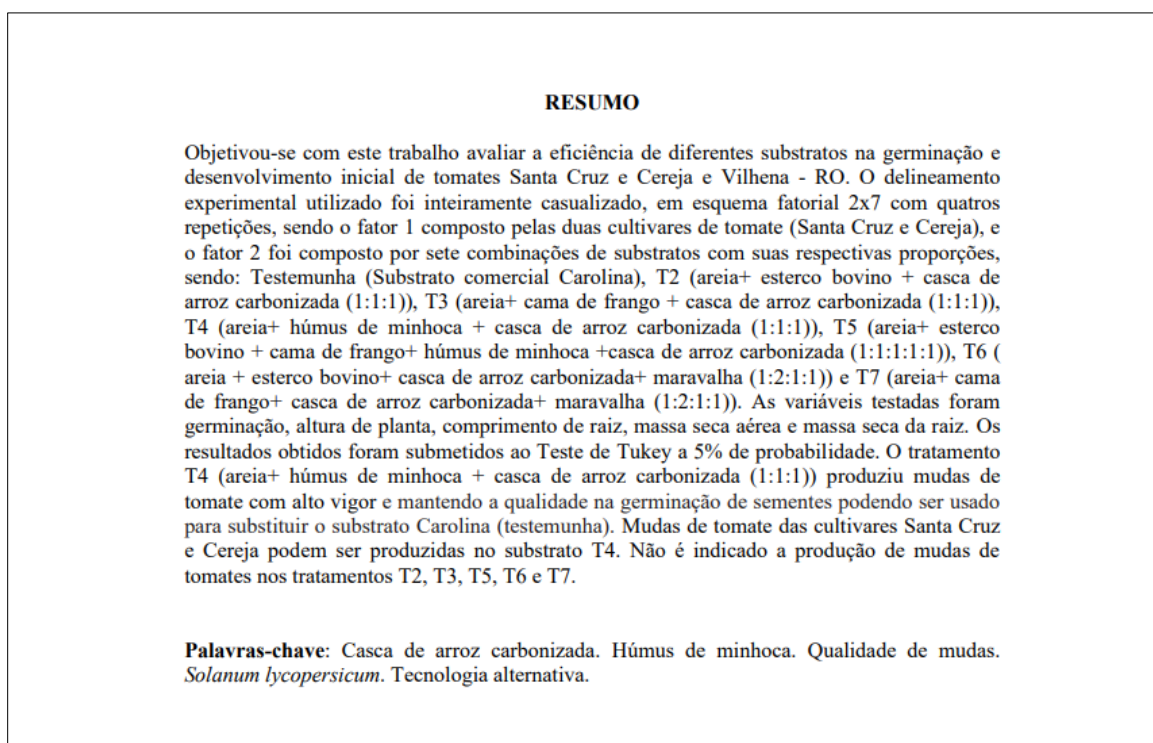 RESUMO
Objetivou-se com este trabalho avaliar a eficiência de diferentes substratos na germinação e
desenvolvimento inicial de tomates Santa Cruz e Cereja e Vilhena - RO. O delineamento
experimental utilizado foi inteiramente casualizado, em esquema fatorial 2x7 com quatros
repetições, sendo o fator 1 composto pelas duas cultivares de tomate (Santa Cruz e Cereja), e
o fator 2 foi composto por sete combinações de substratos com suas respectivas proporções,
sendo: Testemunha (Substrato comercial Carolina), T2 (areia+ esterco bovino + casca de
arroz carbonizada (1:1:1)), T3 (areia+ cama de frango + casca de arroz carbonizada (1:1:1)),
T4 (areia+ húmus de minhoca + casca de arroz carbonizada (1:1:1)), T5 (areia+ esterco
bovino + cama de frango+ húmus de minhoca +casca de arroz carbonizada (1:1:1:1:1)), T6 (
areia + esterco bovino+ casca de arroz carbonizada+ maravalha (1:2:1:1)) e T7 (areia+ cama
de frango+ casca de arroz carbonizada+ maravalha (1:2:1:1)). As variáveis testadas foram
germinação, altura de planta, comprimento de raiz, massa seca aérea e massa seca da raiz. Os
resultados obtidos foram submetidos ao Teste de Tukey a 5% de probabilidade. O tratamento
T4 (areia+ húmus de minhoca + casca de arroz carbonizada (1:1:1)) produziu mudas de
tomate com alto vigor e mantendo a qualidade na germinação de sementes podendo ser usado
para substituir o substrato Carolina (testemunha). Mudas de tomate das cultivares Santa Cruz
e Cereja podem ser produzidas no substrato T4. Não é indicado a produção de mudas de
tomates nos tratamentos T2, T3, T5, T6 e T7.
Palavras-chave: Casca de arroz carbonizada. Húmus de minhoca. Qualidade de mudas.
Solanum lycopersicum. Tecnologia alternativa.